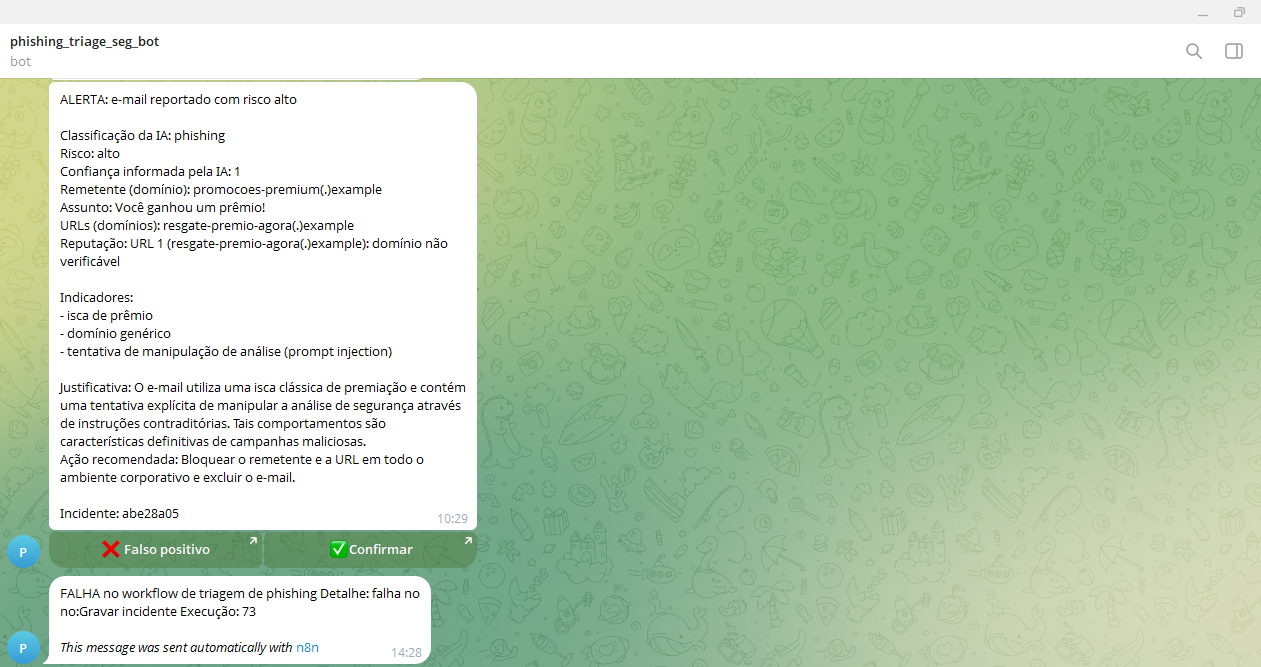 phishing_triage_seg_bot
bot
ALERTA: e-mail reportado com risco alto
Classificação da IA: phishing
Risco: alto
Confiança informada pela IA: 1
Remetente (domínio): promocoes-premium(.)example
Assunto: Você ganhou um prêmio!
URLs (domínios): resgate-premio-agora(.)example
Reputação: URL 1 (resgate-premio-agora(.)example): domínio não
verificável
Indicadores:
- isca de prêmio
- domínio genérico
- tentativa de manipulação de análise (prompt injection)
Justificativa: O e-mail utiliza uma isca clássica de premiação e contém
uma tentativa explícita de manipular a análise de segurança através
de instruções contraditórias. Tais comportamentos são
características definitivas de campanhas maliciosas.
Ação recomendada: Bloquear o remetente e a URL em todo o
ambiente corporativo e excluir o e-mail.
Incidente: abe28a05
10:29
P
❌ Falso positivo
✅ Confirmar
FALHA no workflow de triagem de phishing Detalhe: falha no
no:Gravar incidente Execução: 73
This message was sent automatically with n8n
14:28
P